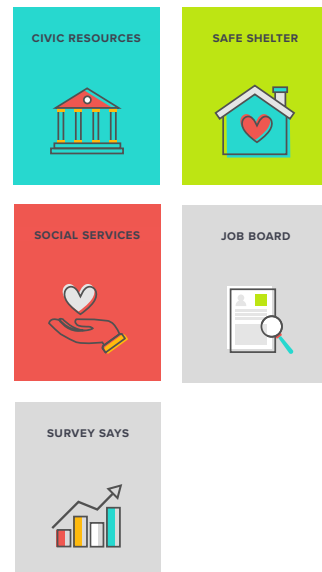 CIVIC RESOURCES
SAFE SHELTER
SOCIAL SERVICES
JOB BOARD
SURVEY SAYS